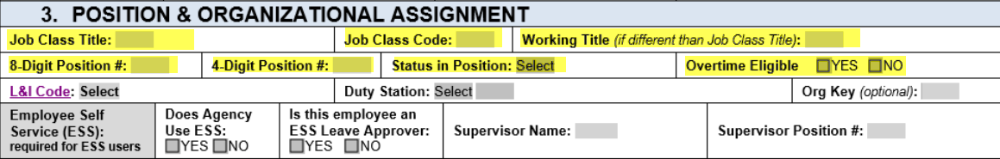 3. POSITION & ORGANIZATIONAL ASSIGNMENT
Job Class Title: Job Class Code: Working Title (if different than Job Class Title):
8-Digit Position #: 4-Digit Position #: Status in Position: Select Overtime Eligible YES NO
L&I Code: Select Duty Station: Select Org Key (optional):
Employee Self Service (ESS): required for ESS users
Does Agency Use ESS: YES NO
Is this employee an ESS Leave Approver: YES NO
Supervisor Name:
Supervisor Position #: